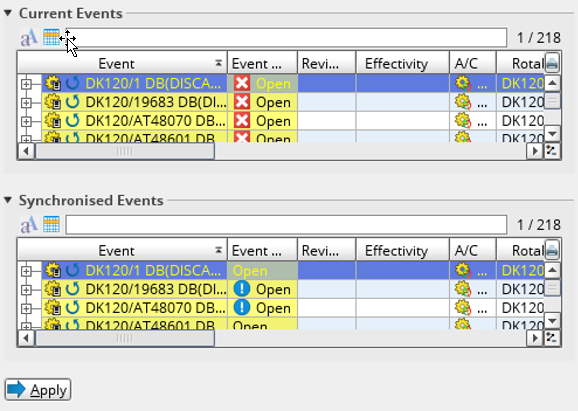 Current Events
aA 1 / 218
Event Event ... Revi... Effectivity A/C Rotal
DK120/1 DB(DISCA... Open ... DK120
DK120/19683 DB(DI... Open ... DK120
DK120/AT48070 DB... Open ... DK120
DK120/AT48601 DB... Open ... DK120
Synchronised Events
aA 1 / 218
Event Event ... Revi... Effectivity A/C Rotal
DK120/1 DB(DISCA... Open ... DK120
DK120/19683 DB(DI... Open ... DK120
DK120/AT48070 DB... Open ... DK120
DK120/AT48601 DB Open DK120
Apply